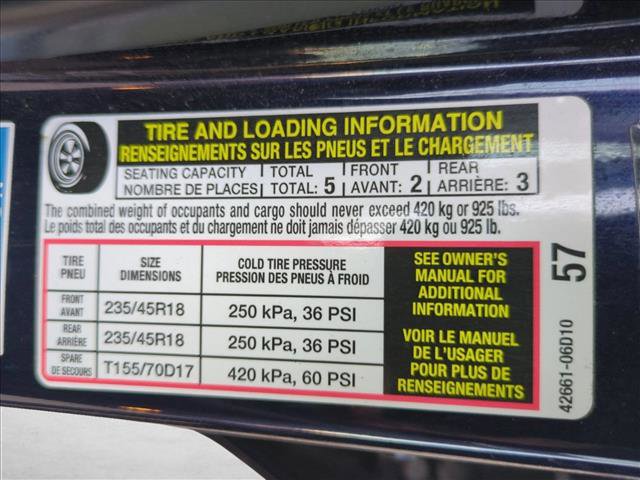 TIRE AND LOADING INFORMATION
RENSEIGNEMENTS SUR LES PNEUS ET LE CHARGEMENT
SEATING CAPACITY TOTAL FRONT REAR
NOMBRE DE PLACES TOTAL: 5 AVANT: 2 ARRIÈRE: 3
The combined weight of occupants and cargo should never exceed 420 kg or 925 lbs.
Le poids total des occupants et du chargement ne doit jamais dépasser 420 kg ou 925 lb.
TIRE SIZE COLD TIRE PRESSURE
PNEU DIMENSIONS PRESSION DES PNEUS À FROID
FRONT
AVANT 235/45R18 250 kPa, 36 PSI
REAR
ARRIÈRE 235/45R18 250 kPa, 36 PSI
SPARE
DE SECOURS T155/70D17 420 kPa, 60 PSI
SEE OWNER'S
MANUAL FOR
ADDITIONAL
INFORMATION
VOIR LE MANUEL
DE L'USAGER
POUR PLUS DE
RENSEIGNEMENTS
57
42661-06D10